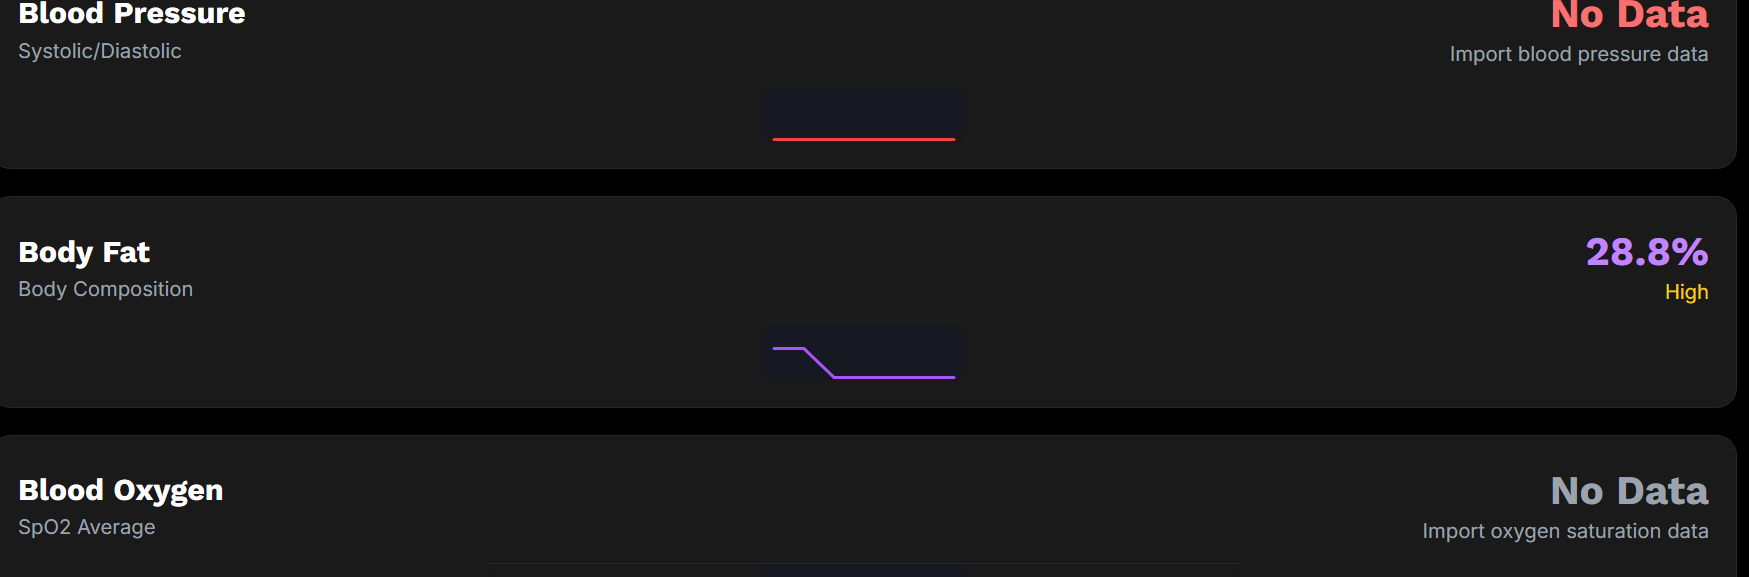 Blood Pressure
No Data
Systolic/Diastolic
Import blood pressure data
Body Fat
28.8%
Body Composition
High
Blood Oxygen
No Data
SpO2 Average
Import oxygen saturation data